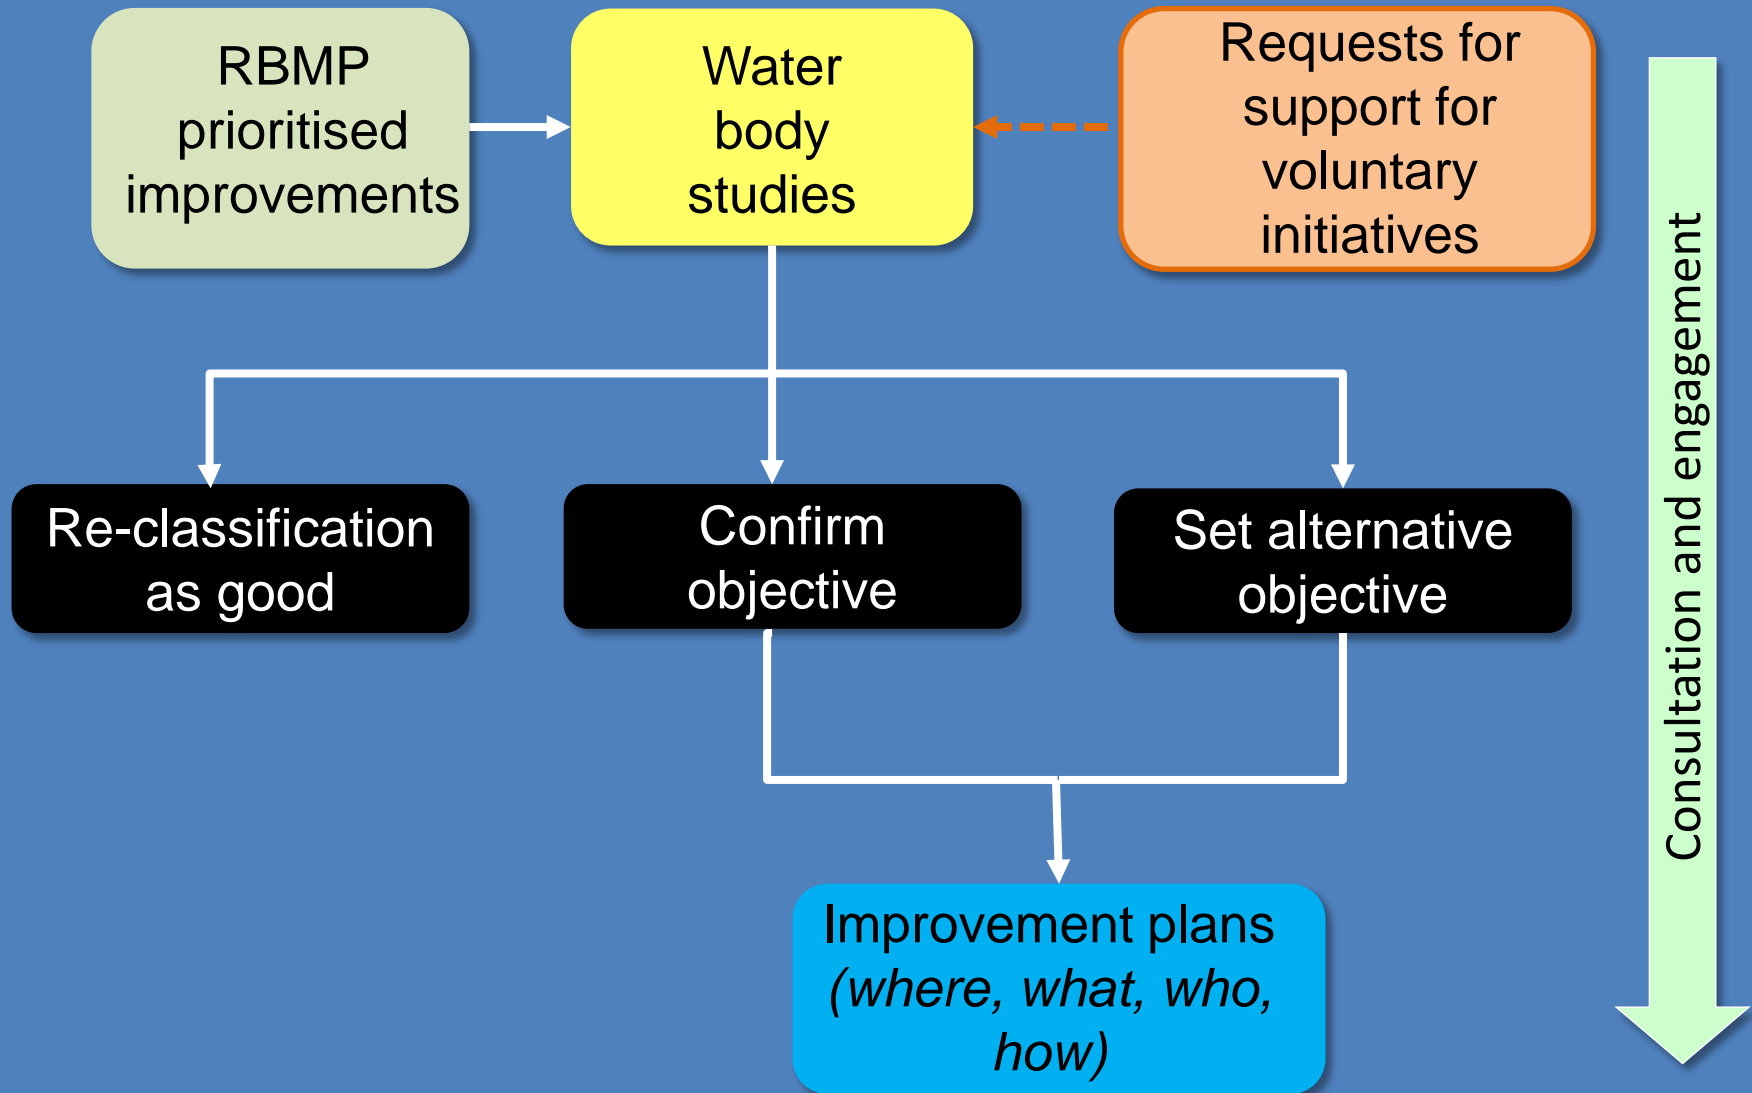 RBMP
prioritised
improvements
Water
body
studies
Requests for
support for
voluntary
initiatives
Consultation and engagement
Re-classification
as good
Confirm
objective
Set alternative
objective
Improvement plans
(where, what, who,
how)